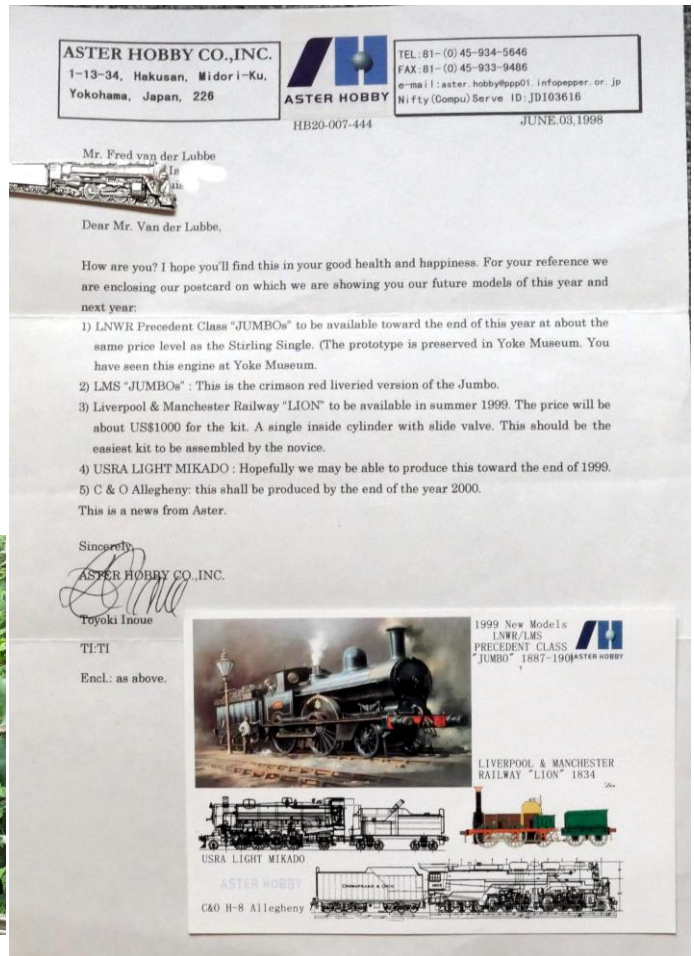 ASTER HOBBY CO.,INC.
1-13-34, Hakusan, Midori-Ku,
Yokohama, Japan, 226
ASTER HOBBY
TEL:81-(0)45-934-5646
FAX:81-(0)45-933-9486
e-mail:aster.hobby@ppp01.infopepper.or.jp
Nifty(Compu)Serve ID:JDI03616
HB20-007-444
JUNE.03,1998
Mr. Fred van der Lubbe
Dear Mr. Van der Lubbe,
How are you? I hope you'll find this in your good health and happiness. For your reference we
are enclosing our postcard on which we are showing you our future models of this year and
next year:
1) LNWR Precedent Class "JUMBOs" to be available toward the end of this year at about the
same price level as the Stirling Single. (The prototype is preserved in Yoke Museum. You
have seen this engine at Yoke Museum.
2) LMS "JUMBOs" : This is the crimson red liveried version of the Jumbo.
3) Liverpool & Manchester Railway "LION" to be available in summer 1999. The price will be
about US$1000 for the kit. A single inside cylinder with slide valve. This should be the
easiest kit to be assembled by the novice.
4) USRA LIGHT MIKADO : Hopefully we may be able to produce this toward the end of 1999.
5) C & O Allegheny: this shall be produced by the end of the year 2000.
This is a news from Aster.
Sincerely,
ASTER HOBBY CO.,INC.
Toyoki Inoue
TI:TI
Encl.: as above.
1999 New Models
LNWR/LMS
PRECEDENT CLASS
"JUMBO" 1887-1901
ASTER HOBBY
LIVERPOOL & MANCHESTER
RAILWAY "LION" 1834
Lion
USRA LIGHT MIKADO
ASTER HOBBY
CHESAPEAKE & OHIO
C&O H-8 Allegheny